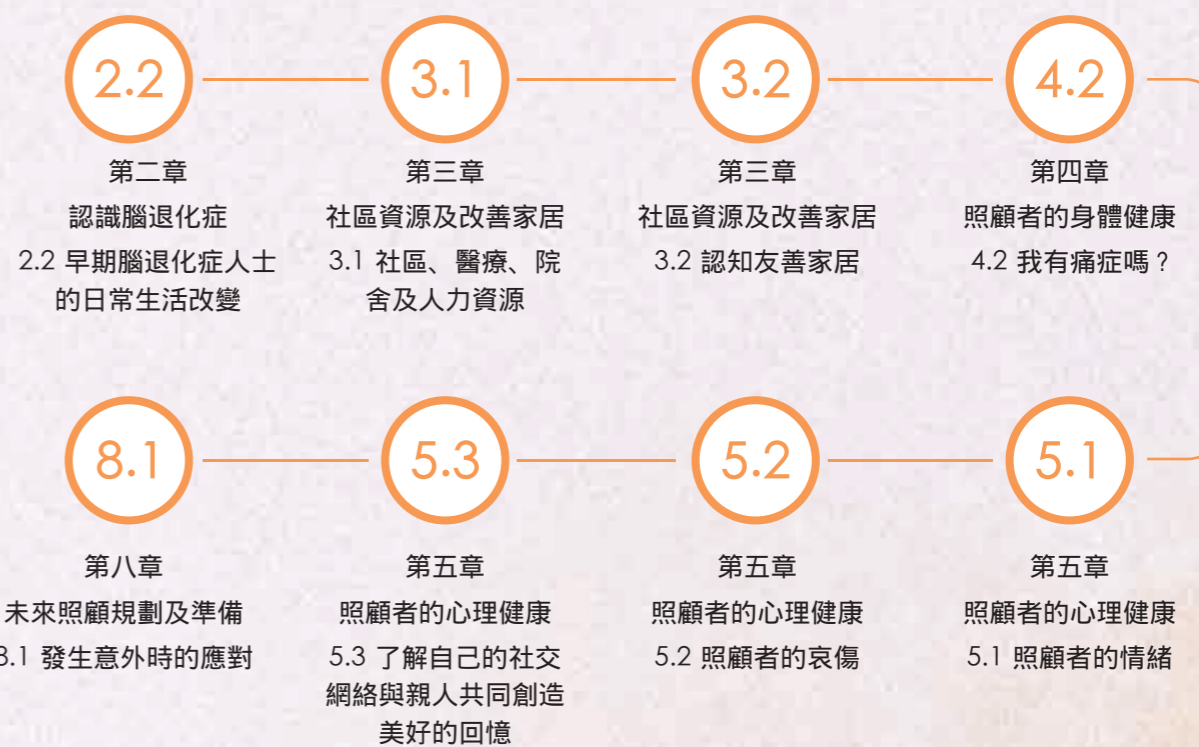 2.2
第二章
認識腦退化症
2.2 早期腦退化症人士
的日常生活改變
3.1
第三章
社區資源及改善家居
3.1 社區、醫療、院
舍及人力資源
3.2
第三章
社區資源及改善家居
3.2 認知友善家居
4.2
第四章
照顧者的身體健康
4.2 我有痛症嗎？
8.1
第八章
未來照顧規劃及準備
8.1 發生意外時的應對
5.3
第五章
照顧者的心理健康
5.3 了解自己的社交
網絡與親人共同創造
美好的回憶
5.2
第五章
照顧者的心理健康
5.2 照顧者的哀傷
5.1
第五章
照顧者的心理健康
5.1 照顧者的情緒